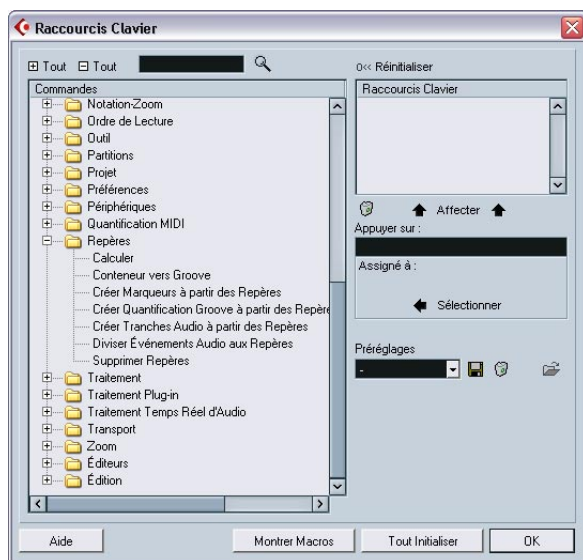 Raccourcis Clavier
Tout Tout
Commandes
Notation-Zoom
Ordre de Lecture
Outil
Partitions
Projet
Préférences
Périphériques
Quantification MIDI
Repères
Calculer
Conteneur vers Groove
Créer Marqueurs à partir des Repères
Créer Quantification Groove à partir des Repère
Créer Tranches Audio à partir des Repères
Diviser Événements Audio aux Repères
Supprimer Repères
Traitement
Traitement Plug-in
Traitement Temps Réel d'Audio
Transport
Zoom
Éditeurs
Édition
0<< Réinitialiser
Raccourcis Clavier
Affecter
Appuyer sur :
Assigné à :
Sélectionner
Préréglages
-
Aide
Montrer Macros
Tout Initialiser
OK